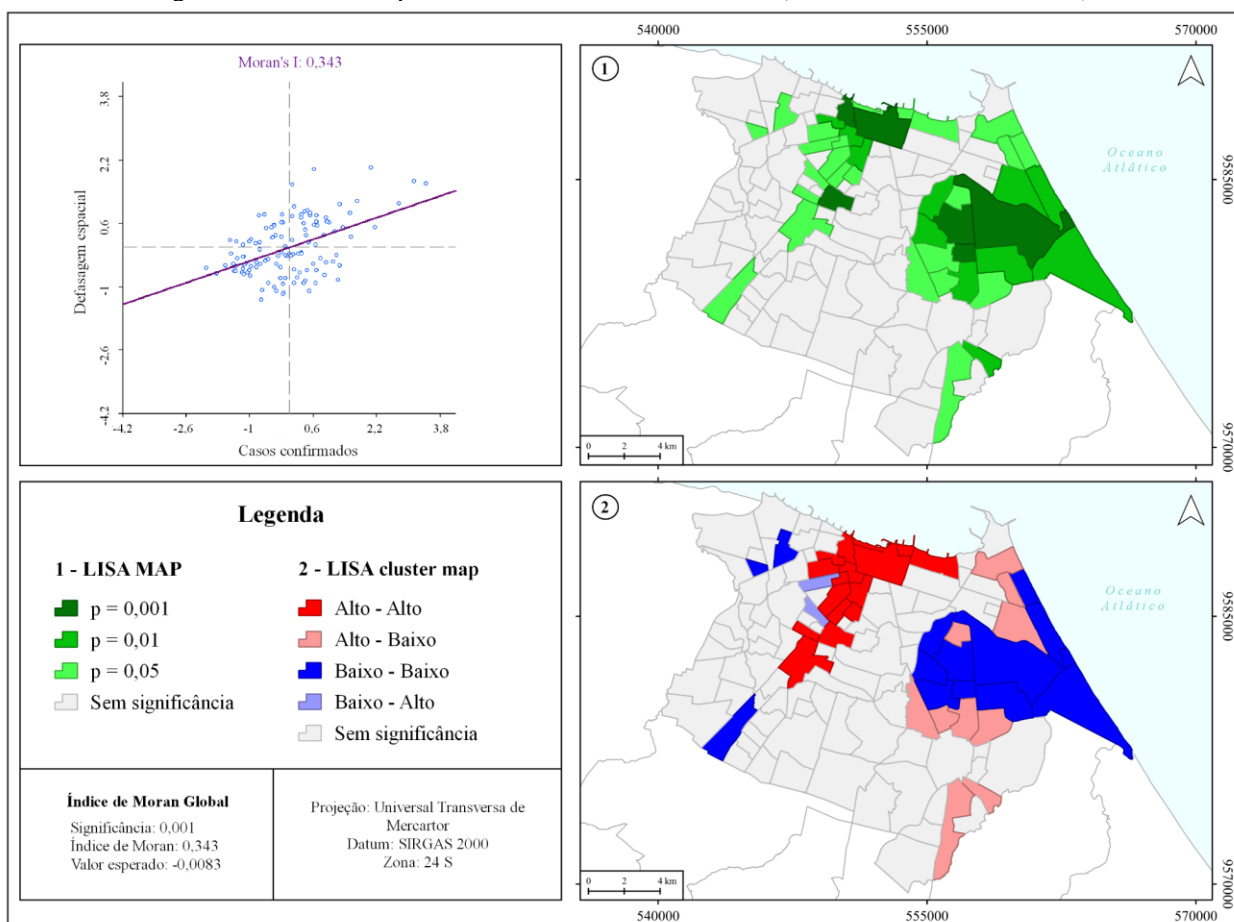 Moran's I: 0,343
3.8
2.2
0.6
-1
-2.6
-4.2
Defasagem espacial
-4,2
-2,6
-1
0,6
2,2
3,8
Casos confirmados
540000
555000
570000
1
Oceano
Atlâtico
9585000
9570000
0 2 4 km
Legenda
1 - LISA MAP
p = 0,001
p = 0,01
p = 0,05
Sem significância
2 - LISA cluster map
Alto - Alto
Alto - Baixo
Baixo - Baixo
Baixo - Alto
Sem significância
Índice de Moran Global
Significância: 0,001
Índice de Moran: 0,343
Valor esperado: -0,0083
Projeção: Universal Transversa de
Mercartor
Datum: SIRGAS 2000
Zona: 24 S
2
Oceano
Atlâtico
9585000
9570000
0 2 4 km
540000
555000
570000